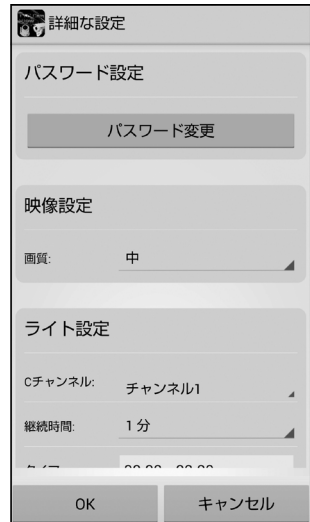 詳細な設定
パスワード設定
パスワード変更
映像設定
画質: 中
ライト設定
Cチャンネル: チャンネル1
継続時間: 1 分
OK キャンセル